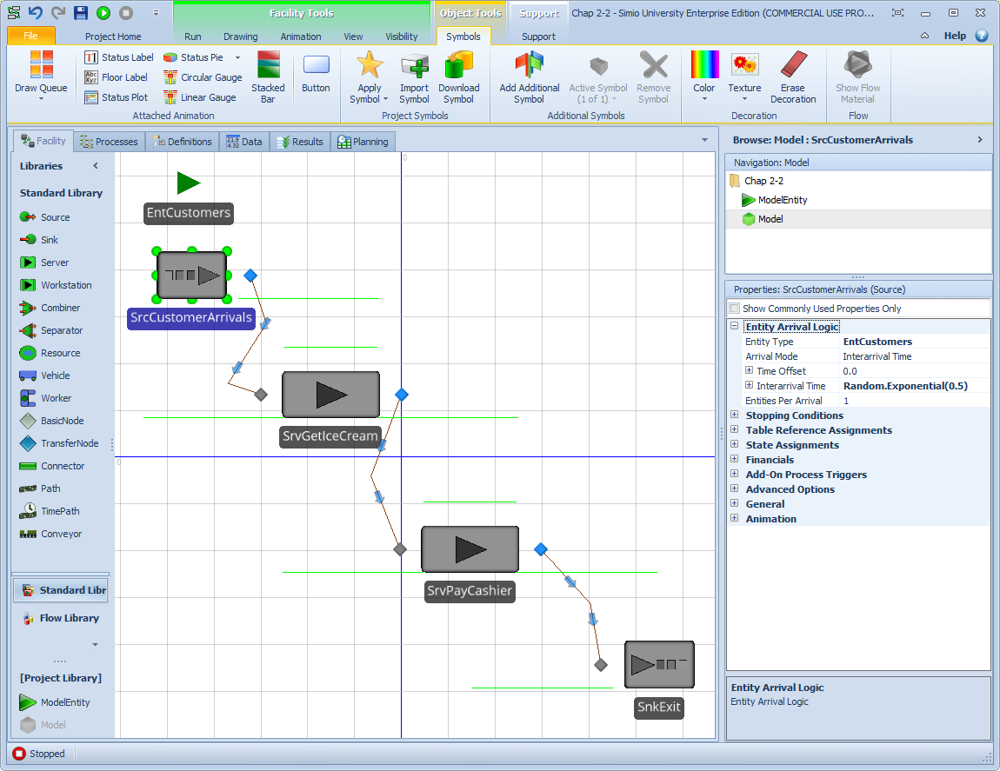 Facility Tools
Object Tools
Support
Chap 2-2 - Simio University Enterprise Edition (COMMERCIAL USE PRO...
File
Project Home
Run
Drawing
Animation
View
Visibility
Symbols
Support
Help
Draw Queue
Status Label
Floor Label
Status Plot
Status Pie
Circular Gauge
Linear Gauge
Stacked
Bar
Button
Attached Animation
Apply
Symbol
Import
Symbol
Download
Symbol
Project Symbols
Add Additional
Symbol
Active Symbol
(1 of 1)
Remove
Symbol
Additional Symbols
Color
Texture
Erase
Decoration
Decoration
Show Flow
Material
Flow
Facility
Processes
Definitions
Data
Results
Planning
Libraries
Standard Library
Source
Sink
Server
Workstation
Combiner
Separator
Resource
Vehicle
Worker
BasicNode
TransferNode
Connector
Path
TimePath
Conveyor
Standard Libr
Flow Library
[Project Library]
ModelEntity
Model
0
EntCustomers
SrcCustomerArrivals
SrvGetIceCream
0
SrvPayCashier
SnkExit
Browse: Model : SrcCustomerArrivals
Navigation: Model
Chap 2-2
ModelEntity
Model
Properties: SrcCustomerArrivals (Source)
Show Commonly Used Properties Only
Entity Arrival Logic
Entity Type EntCustomers
Arrival Mode Interarrival Time
Time Offset 0.0
Interarrival Time Random.Exponential(0.5)
Entities Per Arrival 1
Stopping Conditions
Table Reference Assignments
State Assignments
Financials
Add-On Process Triggers
Advanced Options
General
Animation
Entity Arrival Logic
Entity Arrival Logic
Stopped